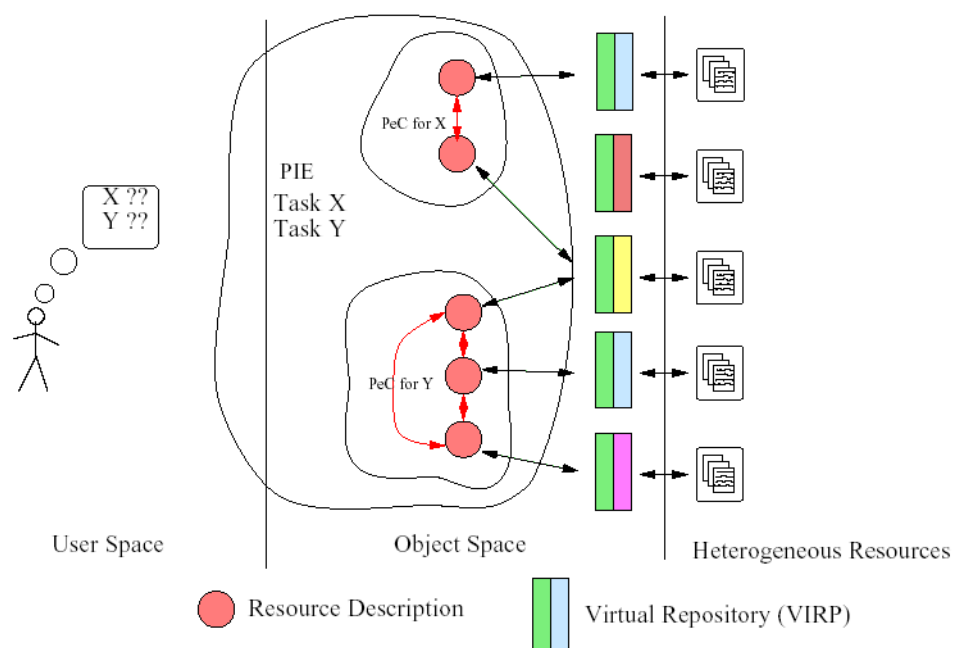 PeC for X
PIE
Task X
Task Y
X ??
Y ??
PeC for Y
User Space
Object Space
Heterogeneous Resources
Resource Description
Virtual Repository (VIRP)